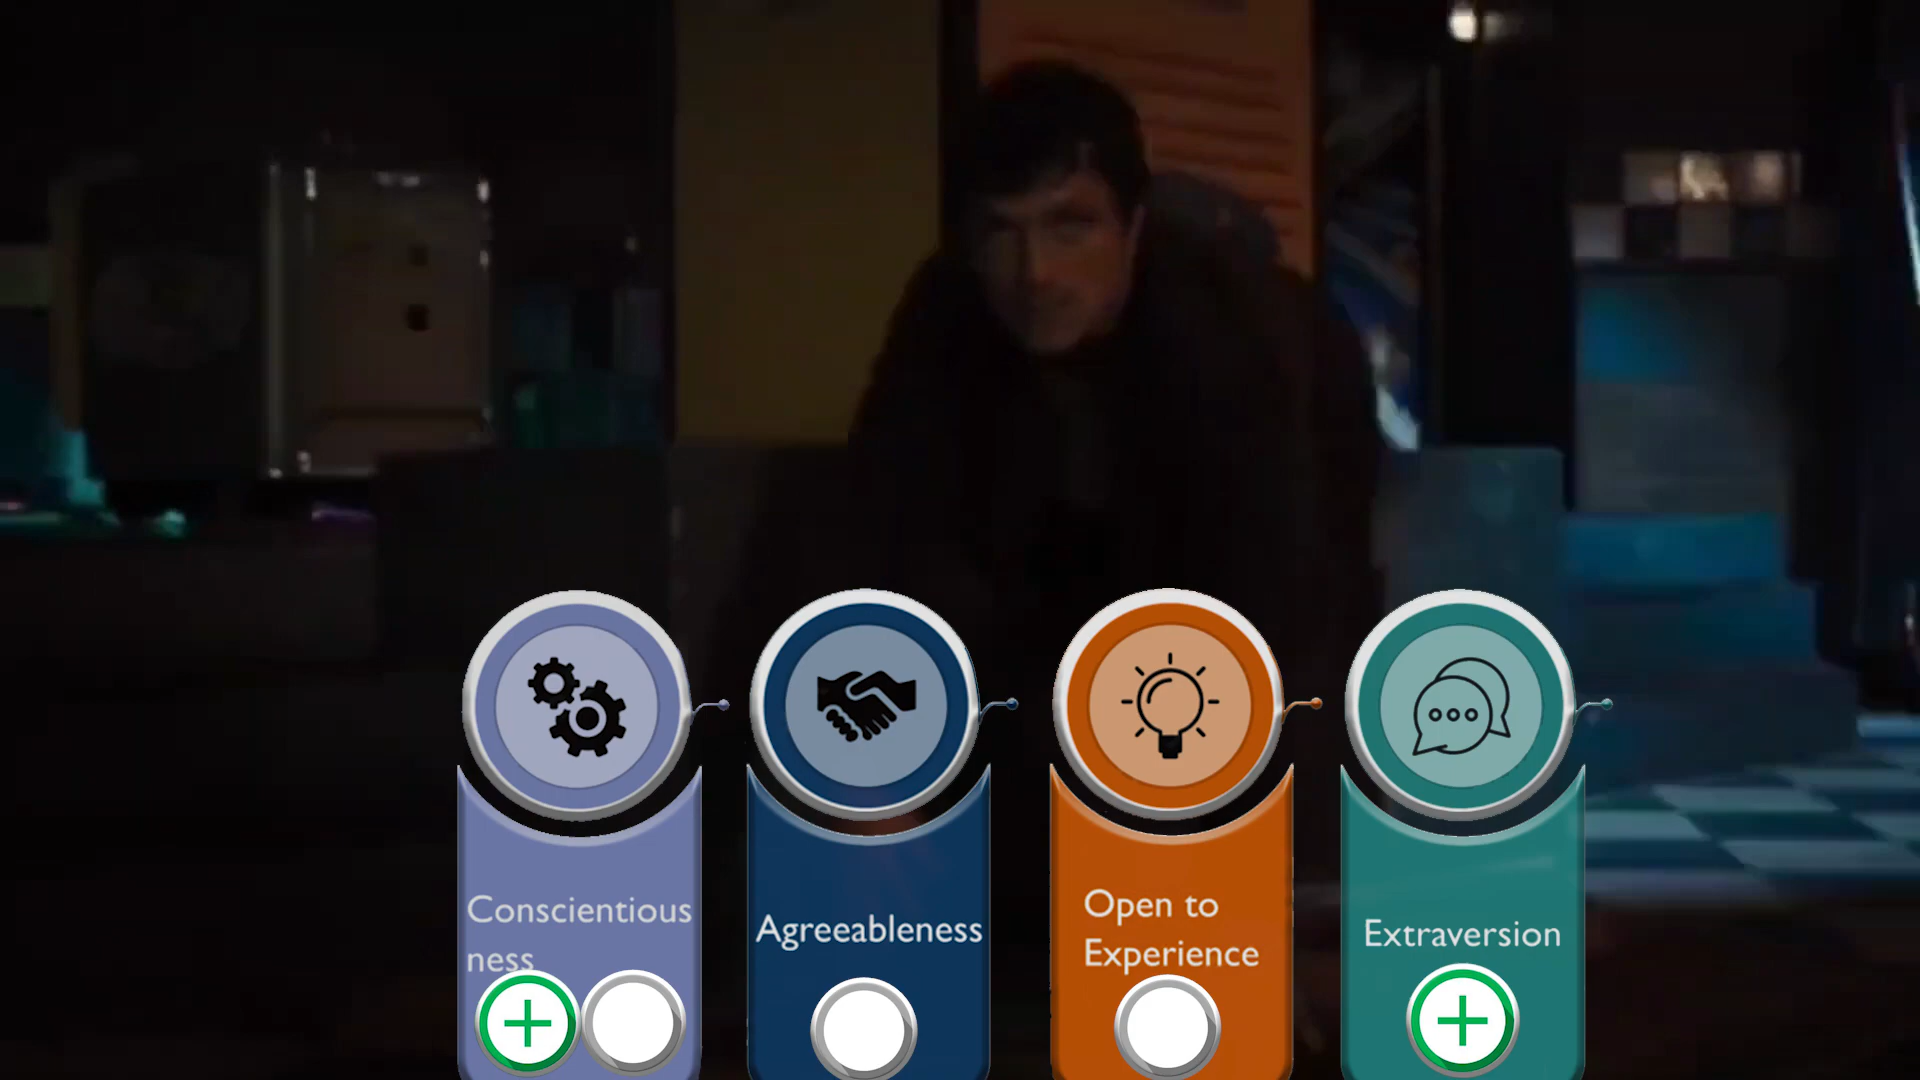 Conscientious
ness
Agreeableness
Open to
Experience
Extraversion